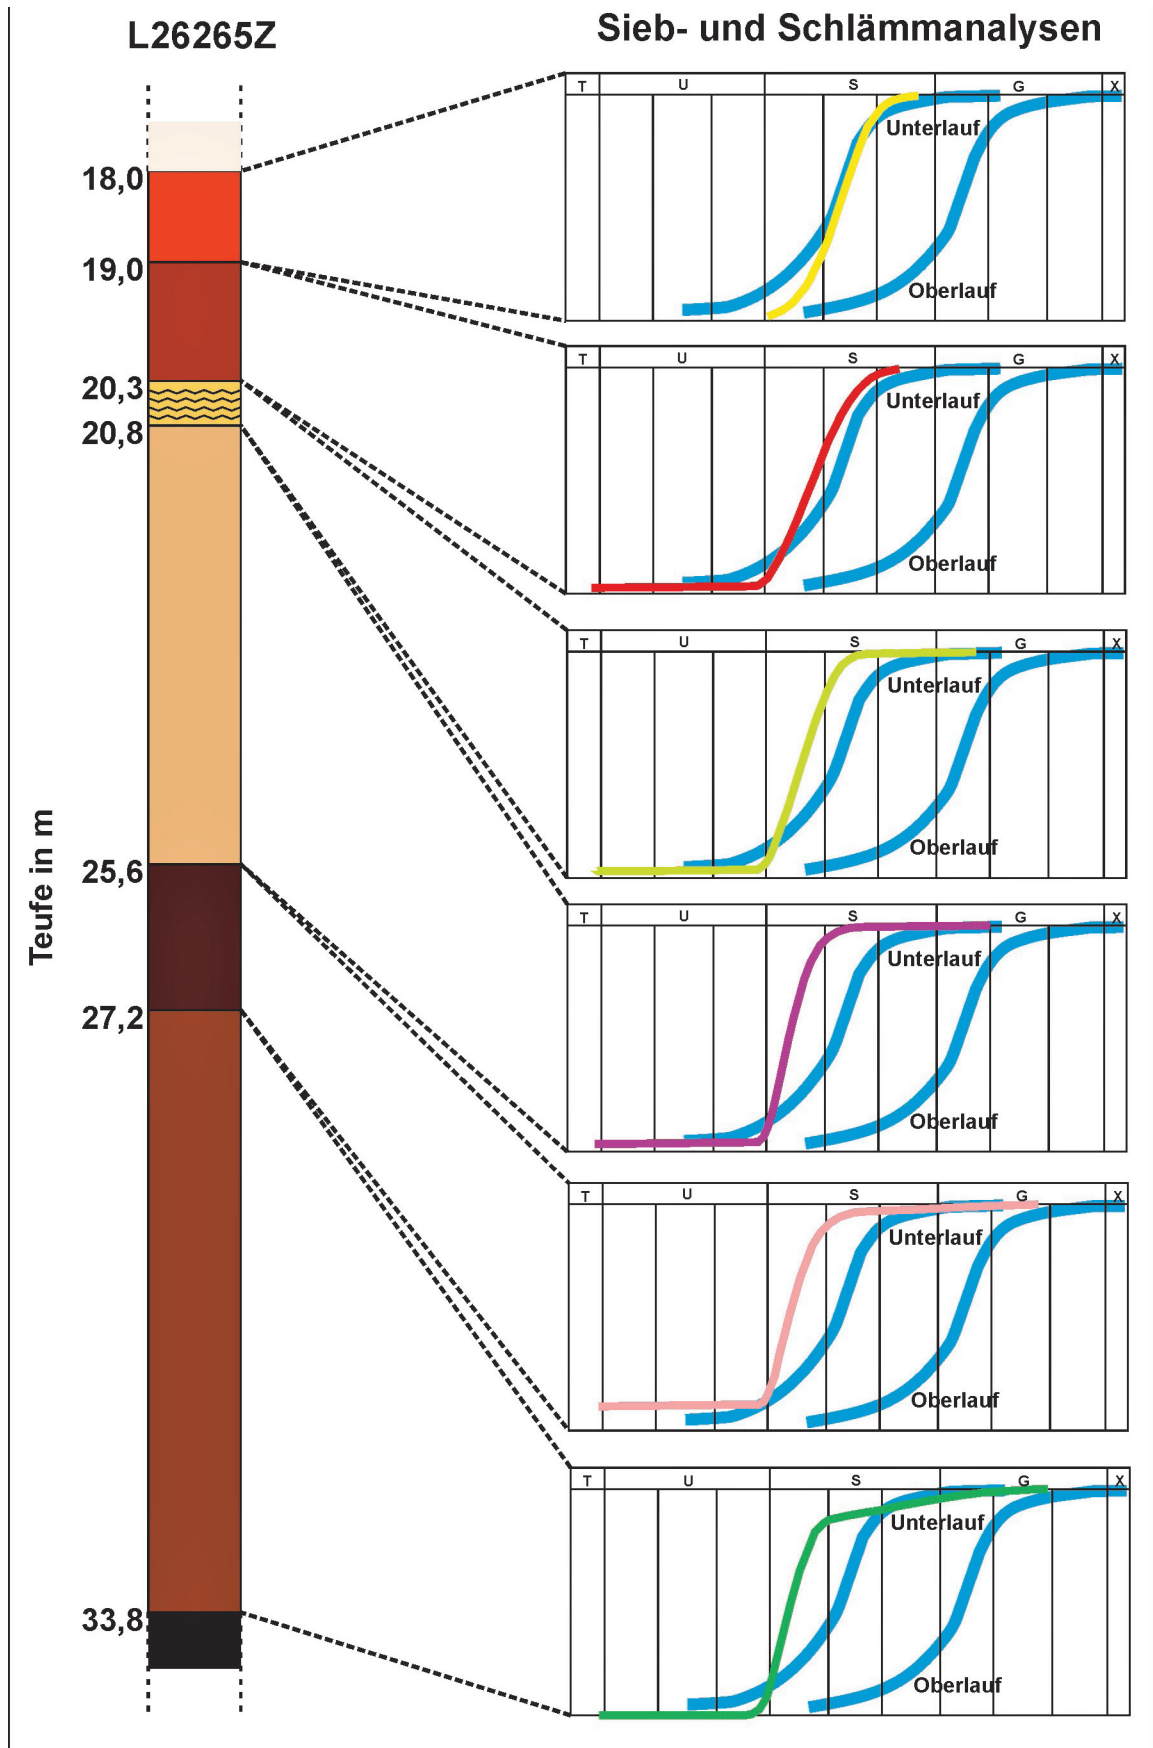 L26265Z
Sieb- und Schlämmanalysen
T U S G X
Unterlauf
Oberlauf
T U S G X
Unterlauf
Oberlauf
T U S G X
Unterlauf
Oberlauf
T U S G X
Unterlauf
Oberlauf
T U S G X
Unterlauf
Oberlauf
T U S G X
Unterlauf
Oberlauf
18,0
19,0
20,3
20,8
25,6
27,2
33,8
Teufe in m